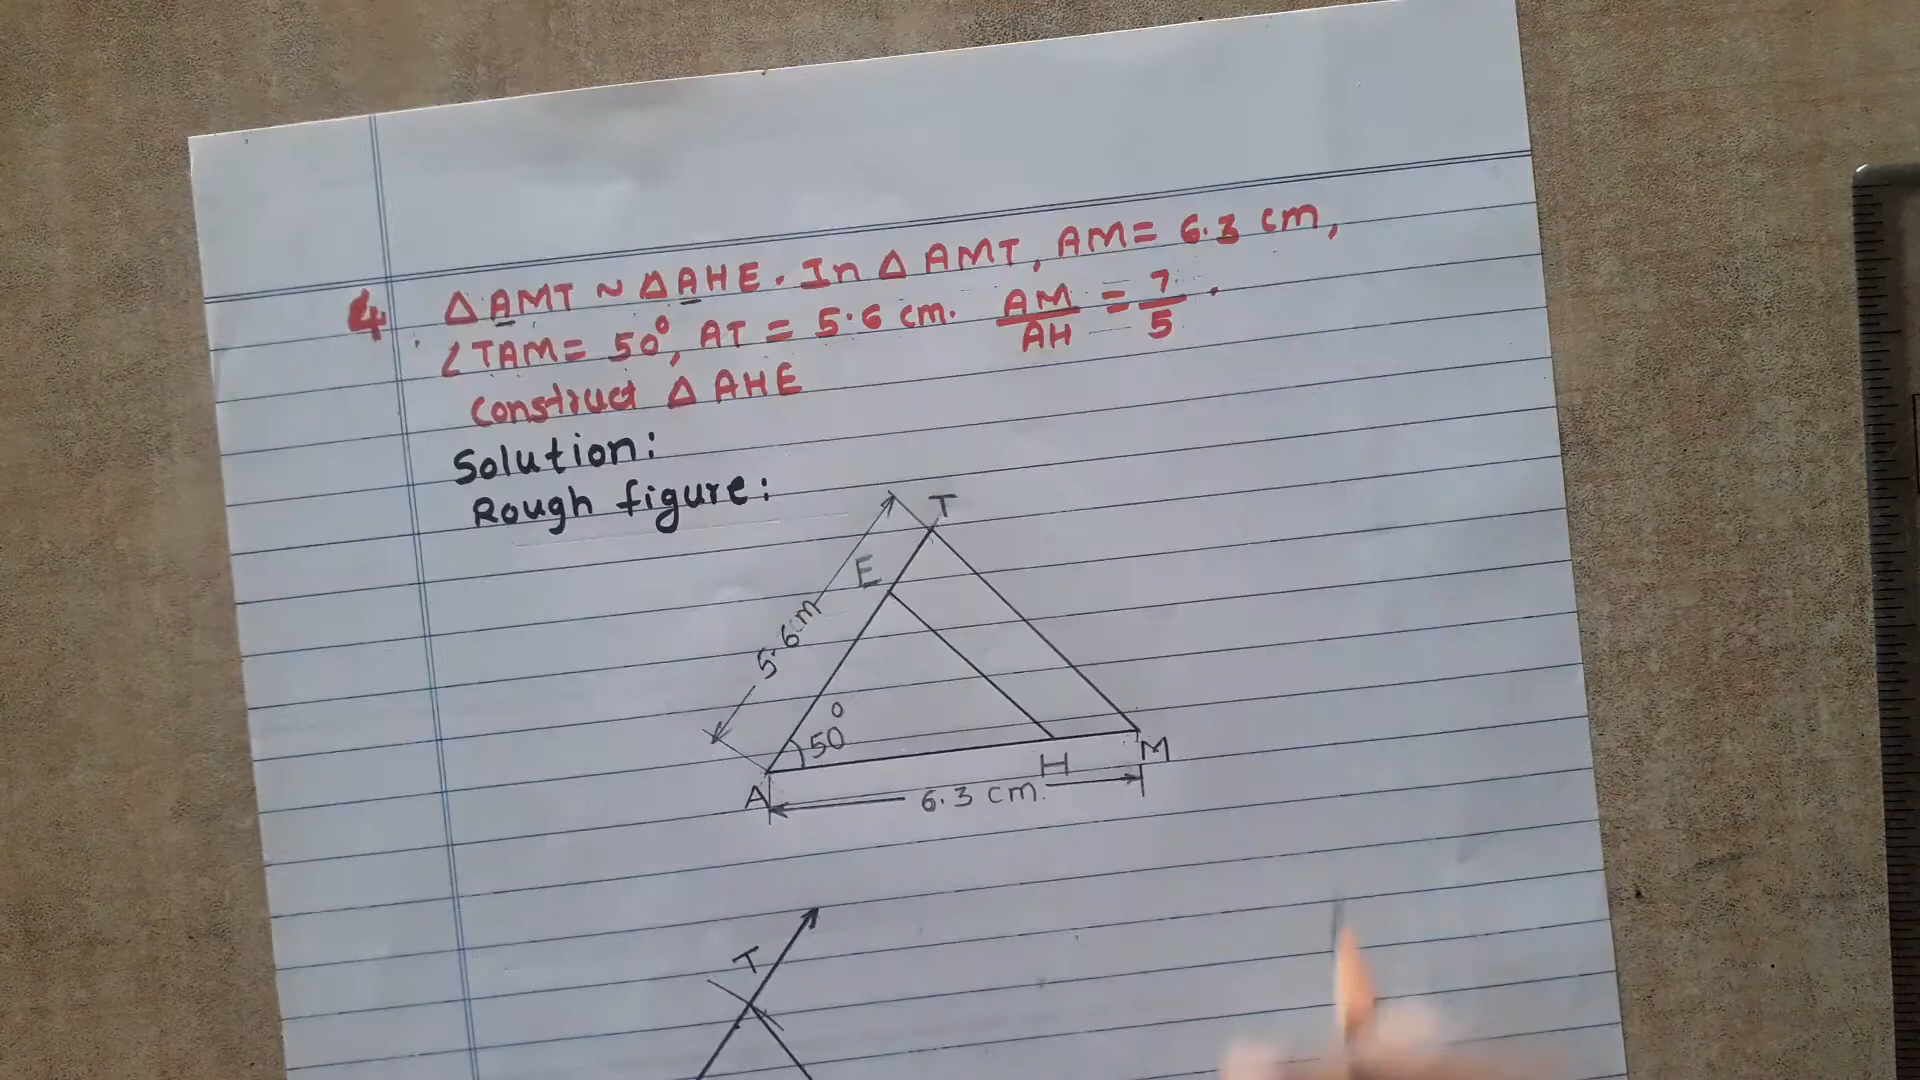 4. △AMT ~ △AHE. In △AMT, AM = 6.3 cm,
∠TAM = 50°, AT = 5.6 cm. AM/AH = 7/5.
construct △AHE
Solution:
Rough figure:
T
E
5.6cm
50°
A
H
M
6.3 cm.
T